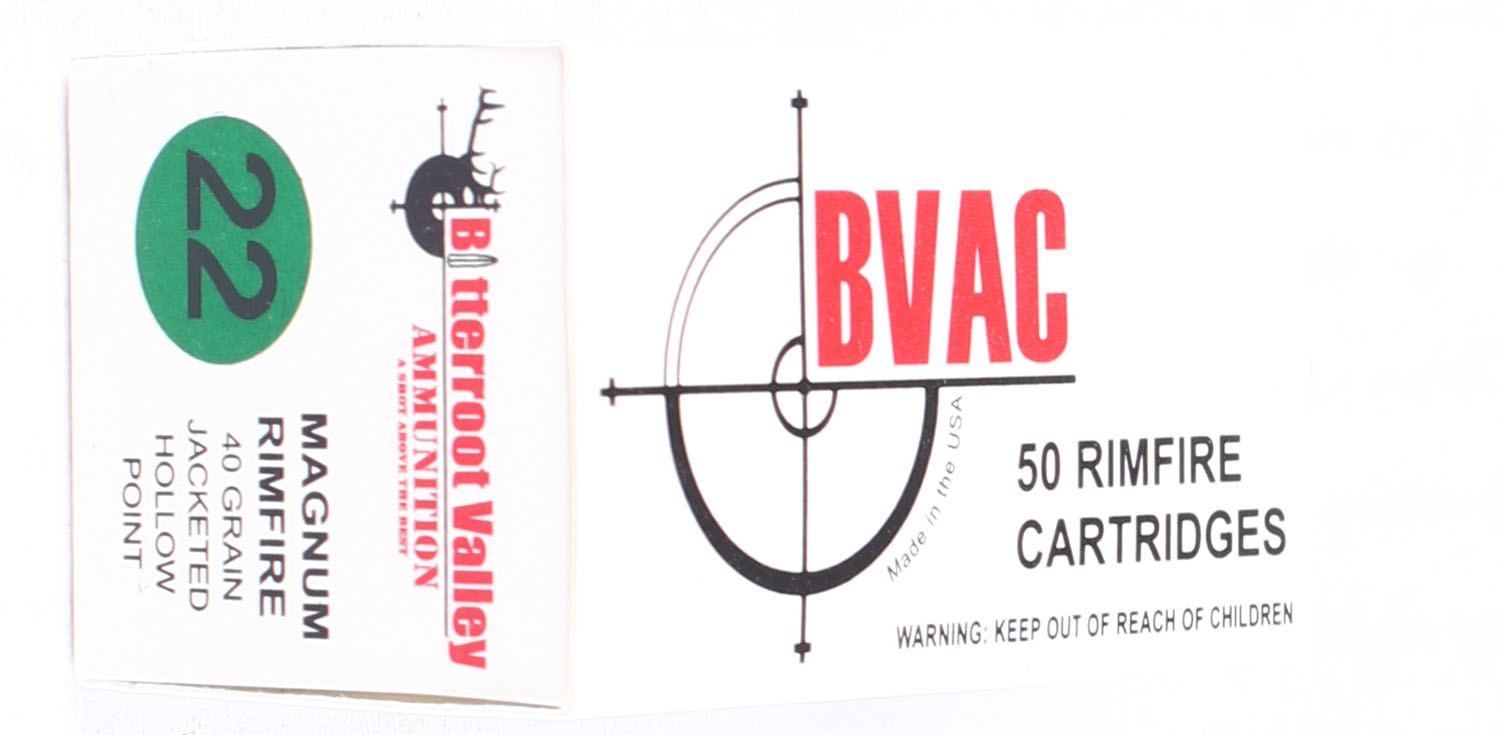 Bitterroot Valley
AMMUNITION
A SHOT ABOVE THE BEST
22
MAGNUM
RIMFIRE
40 GRAIN
JACKETED
HOLLOW
POINT
BVAC
Made in the USA
50 RIMFIRE
CARTRIDGES
WARNING: KEEP OUT OF REACH OF CHILDREN